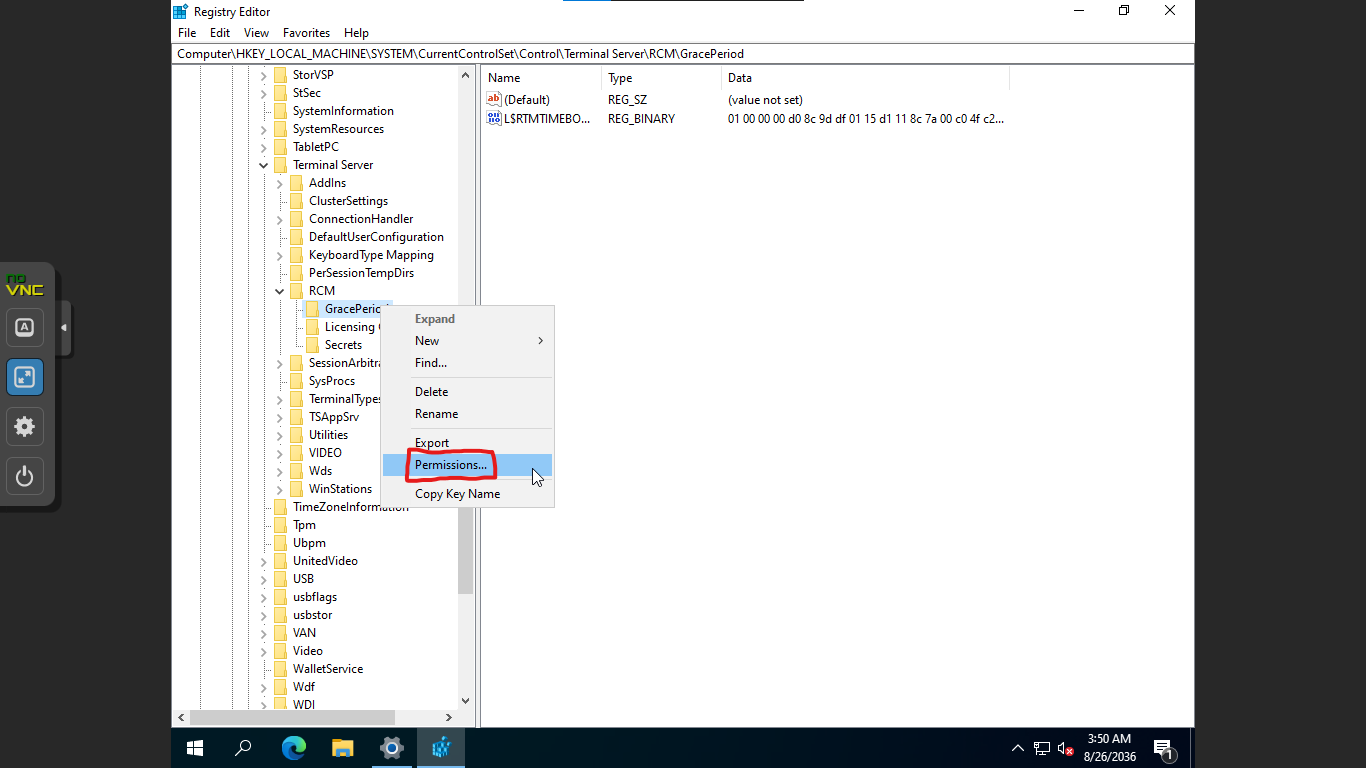 Registry Editor
File Edit View Favorites Help
Computer\HKEY_LOCAL_MACHINE\SYSTEM\CurrentControlSet\Control\Terminal Server\RCM\GracePeriod
StorVSP
StSec
SystemInformation
SystemResources
TabletPC
Terminal Server
AddIns
ClusterSettings
ConnectionHandler
DefaultUserConfiguration
KeyboardType Mapping
PerSessionTempDirs
RCM
GracePeriod
Licensing
Secrets
SessionArbitra
SysProcs
TerminalTypes
TSAppSrv
Utilities
VIDEO
Wds
WinStations
TimeZoneInformation
Tpm
Ubpm
UnitedVideo
USB
usbflags
usbstor
VAN
Video
WalletService
Wdf
WDI
Name Type Data
ab (Default) REG_SZ (value not set)
L$RTMTIMEBO... REG_BINARY 01 00 00 00 d0 8c 9d df 01 15 d1 11 8c 7a 00 c0 4f c2...
Expand
New
Find...
Delete
Rename
Export
Permissions...
Copy Key Name
no
VNC
A
3:50 AM
8/26/2036
1